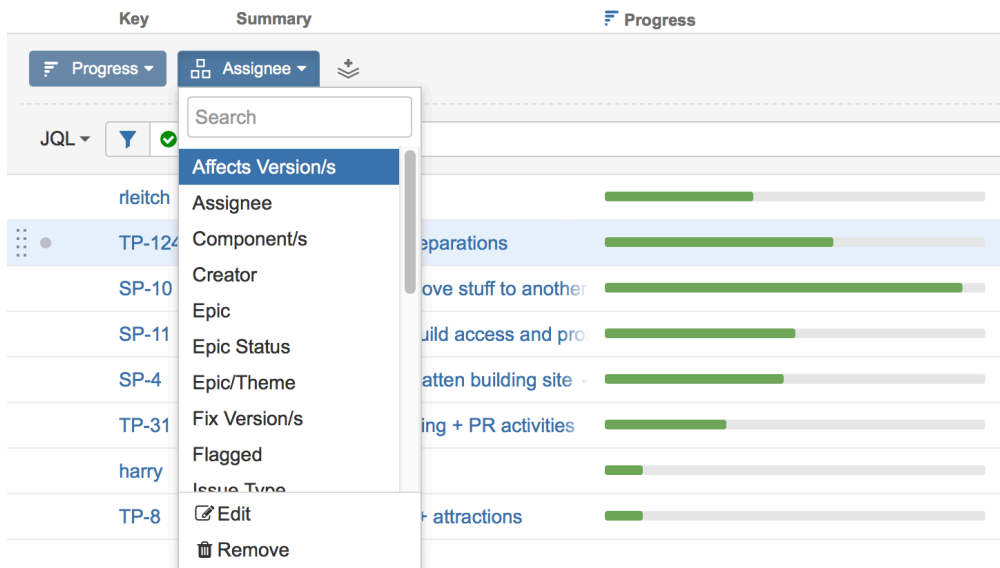 Key Summary Progress
Progress Assignee
Search
JQL
Affects Version/s
rleitch
Assignee
TP-124 eparations
Component/s
Creator
SP-10 ove stuff to another
Epic
SP-11 uild access and pro
Epic Status
SP-4 atten building site
Epic/Theme
Fix Version/s
TP-31 ing + PR activities
Flagged
harry
Issue Type
Edit
TP-8 + attractions
Remove